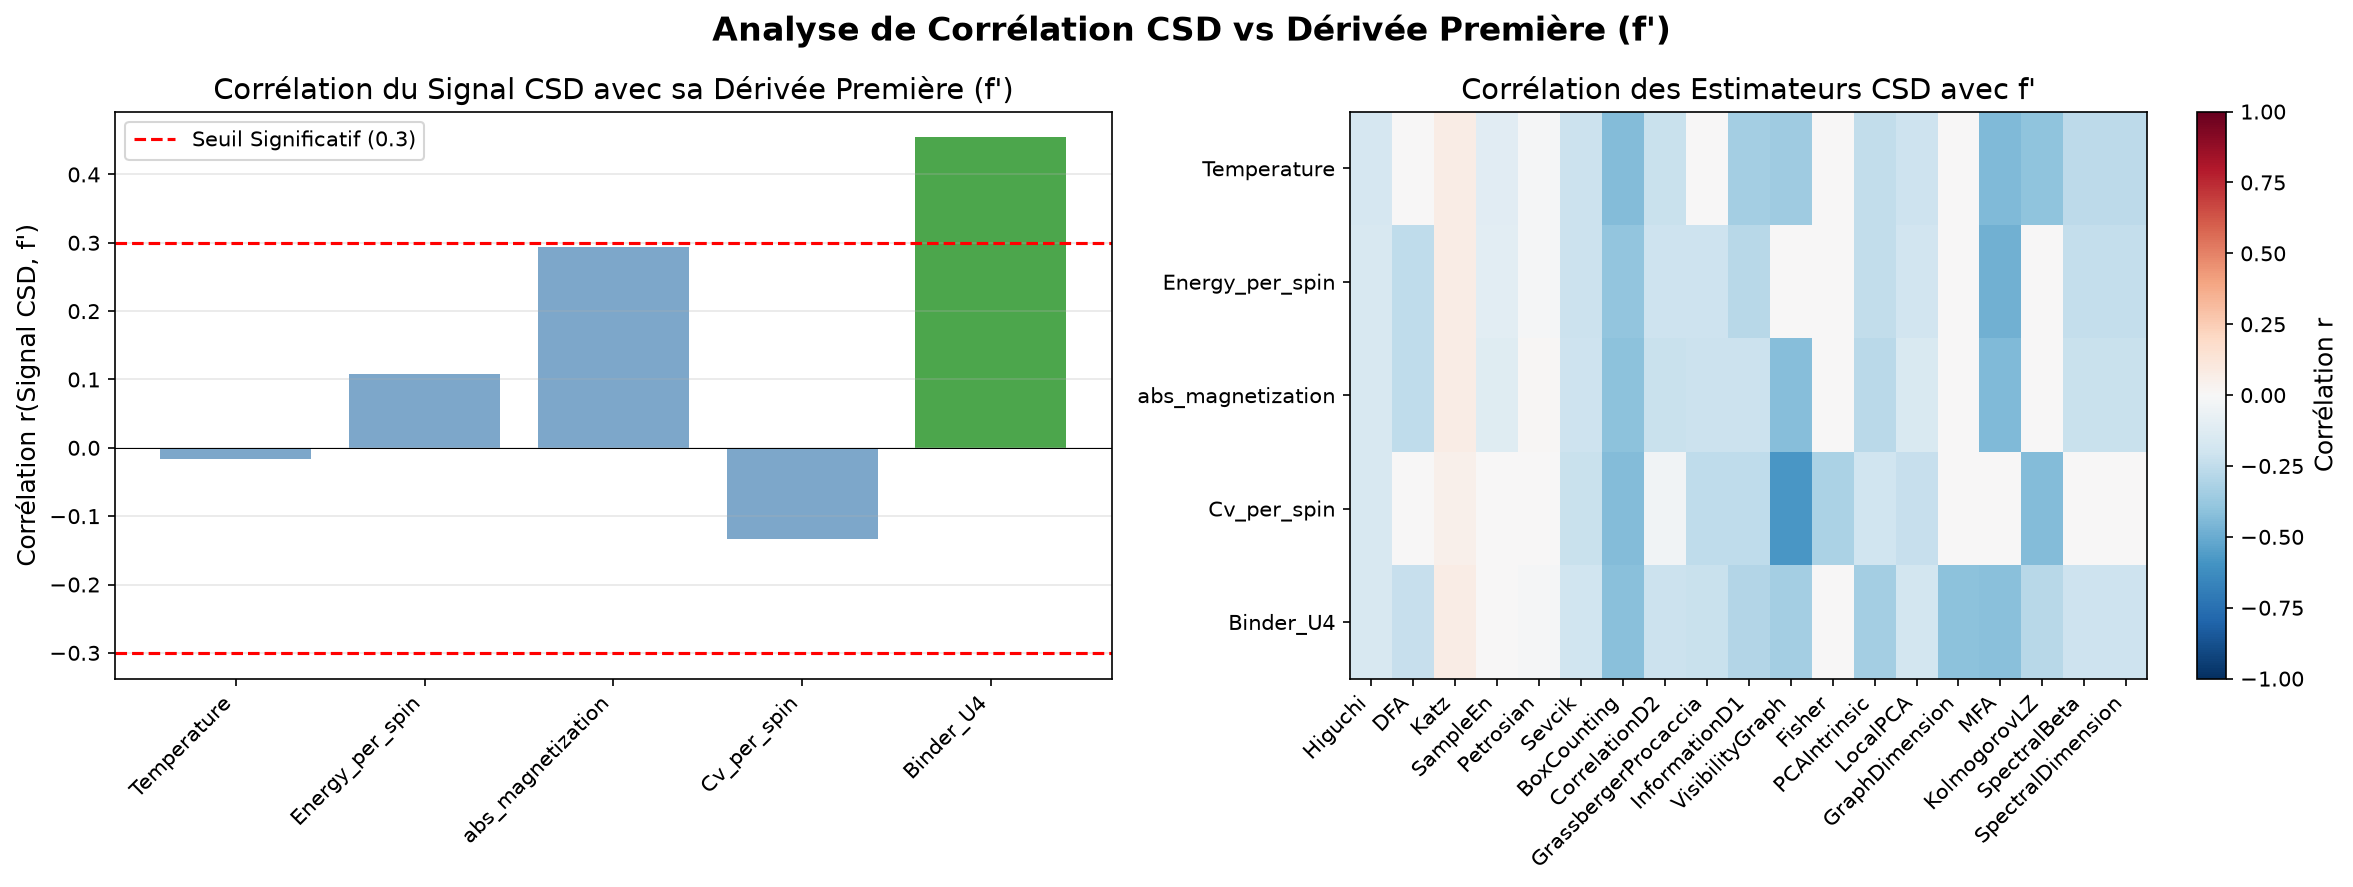 Analyse de Corrélation CSD vs Dérivée Première (f')
Corrélation du Signal CSD avec sa Dérivée Première (f')
Seuil Significatif (0.3)
Corrélation r(Signal CSD, f')
0.4
0.3
0.2
0.1
0.0
−0.1
−0.2
−0.3
Temperature
Energy_per_spin
abs_magnetization
Cv_per_spin
Binder_U4
Corrélation des Estimateurs CSD avec f'
Temperature
Energy_per_spin
abs_magnetization
Cv_per_spin
Binder_U4
Higuchi
DFA
Katz
SampleEn
Petrosian
Sevcik
BoxCounting
CorrelationD2
GrassbergerProcaccia
InformationD1
VisibilityGraph
Fisher
PCAIntrinsic
LocalPCA
GraphDimension
MFA
KolmogorovLZ
SpectralBeta
SpectralDimension
1.00
0.75
0.50
0.25
0.00
−0.25
−0.50
−0.75
−1.00
Corrélation r